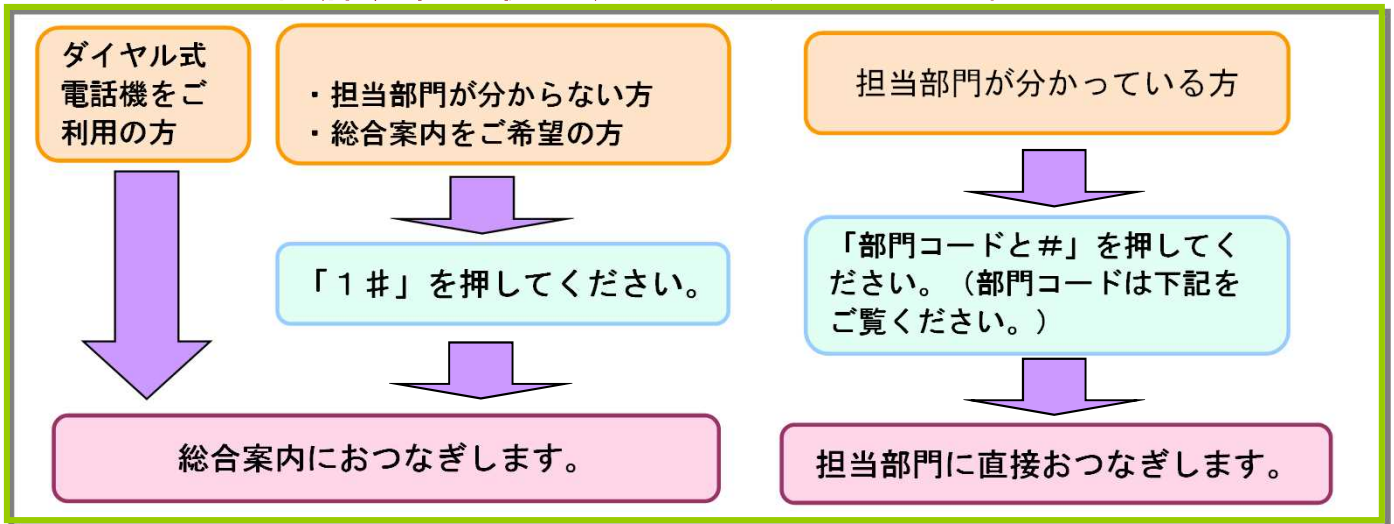 ダイヤル式
電話機をご
利用の方
・担当部門が分からない方
・総合案内をご希望の方
担当部門が分かっている方
「１＃」を押してください。
「部門コードと＃」を押してく
ださい。（部門コードは下記を
ご覧ください。）
総合案内におつなぎします。
担当部門に直接おつなぎします。